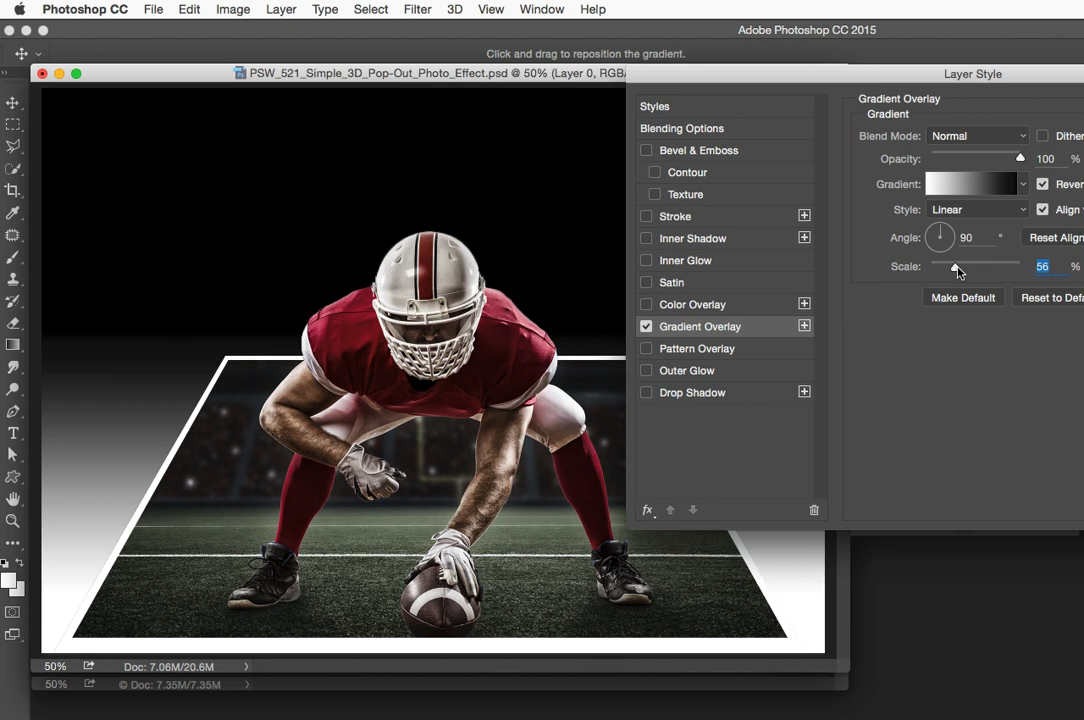 Photoshop CC File Edit Image Layer Type Select Filter 3D View Window Help
Adobe Photoshop CC 2015
Click and drag to reposition the gradient.
PSW_521_Simple_3D_Pop-Out_Photo_Effect.psd @ 50% (Layer 0, RGB/
Layer Style
Styles
Blending Options
Bevel & Emboss
Contour
Texture
Stroke
Inner Shadow
Inner Glow
Satin
Color Overlay
Gradient Overlay
Pattern Overlay
Outer Glow
Drop Shadow
fx
Gradient Overlay
Gradient
Blend Mode: Normal Dither
Opacity: 100 %
Gradient: Rever
Style: Linear Align
Angle: 90 ° Reset Align
Scale: 56 %
Make Default Reset to Defa
T
50% Doc: 7.06M/20.6M
50% © Doc: 7.35M/7.35M